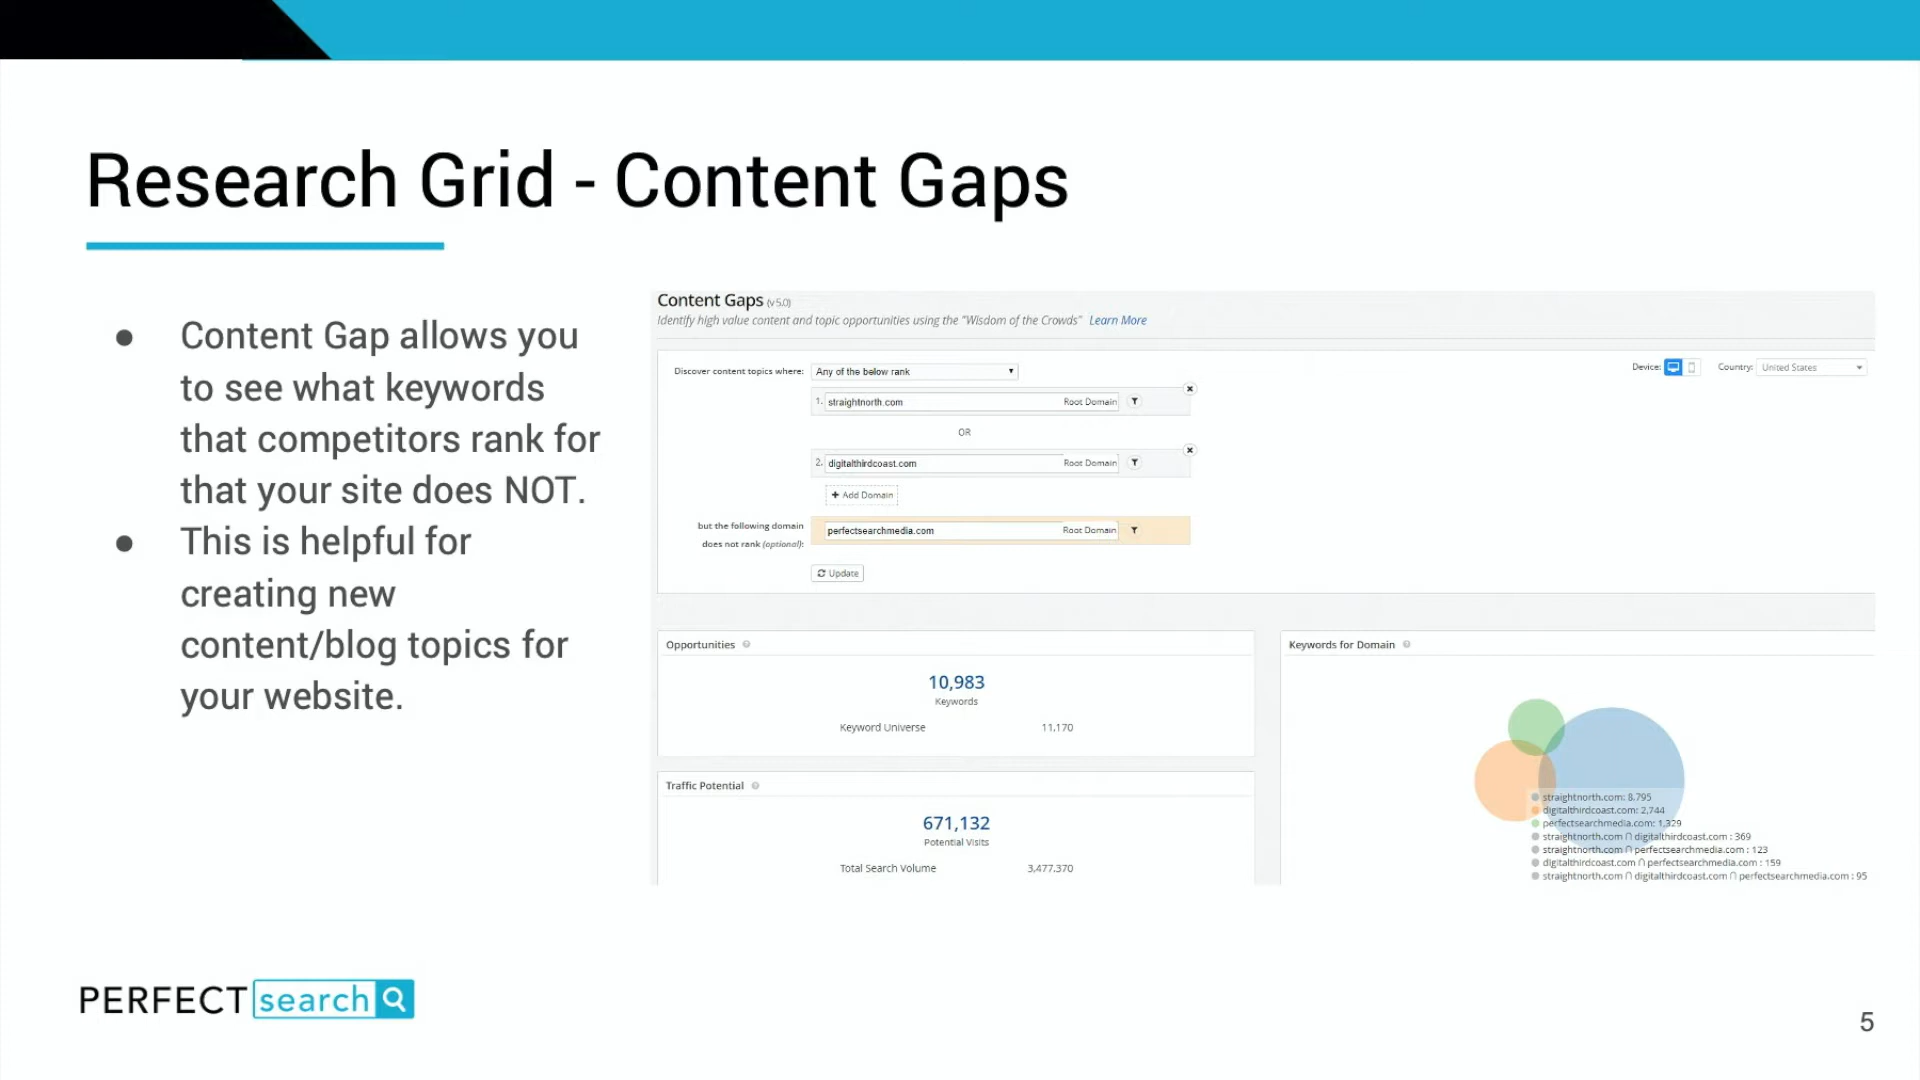 Research Grid - Content Gaps
● Content Gap allows you
to see what keywords
that competitors rank for
that your site does NOT.
● This is helpful for
creating new
content/blog topics for
your website.
Content Gaps (v5.0)
Identify high value content and topic opportunities using the "Wisdom of the Crowds" Learn More
Discover content topics where: Any of the below rank
Device: Country: United States
1. straightnorth.com Root Domain
OR
2. digitalthirdcoast.com Root Domain
+ Add Domain
but the following domain
does not rank (optional):
perfectsearchmedia.com Root Domain
Update
Opportunities
10,983
Keywords
Keyword Universe 11,170
Traffic Potential
671,132
Potential Visits
Total Search Volume 3,477,370
Keywords for Domain
straightnorth.com: 8,795
digitalthirdcoast.com: 2,744
perfectsearchmedia.com: 1,329
straightnorth.com ∩ digitalthirdcoast.com : 369
straightnorth.com ∩ perfectsearchmedia.com : 123
digitalthirdcoast.com ∩ perfectsearchmedia.com : 159
straightnorth.com ∩ digitalthirdcoast.com ∩ perfectsearchmedia.com : 95
PERFECT search
5